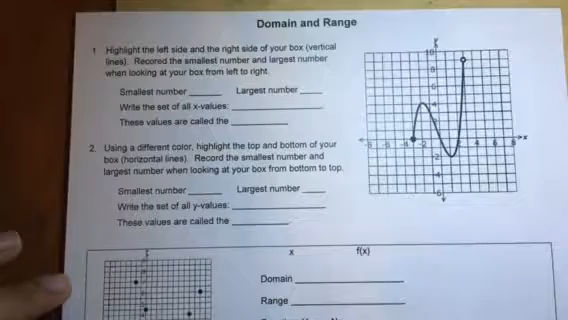 Domain and Range
1 Highlight the left side and the right side of your box (vertical
lines). Recored the smallest number and largest number
when looking at your box from left to right.
Smallest number ______ Largest number ____
Write the set of all x-values: ______________
These values are called the _________
2. Using a different color, highlight the top and bottom of your
box (horizontal lines). Record the smallest number and
largest number when looking at your box from bottom to top.
Smallest number ______ Largest number ____
Write the set of all y-values: ______________
These values are called the _________
x f(x)
Domain ________________
Range ________________